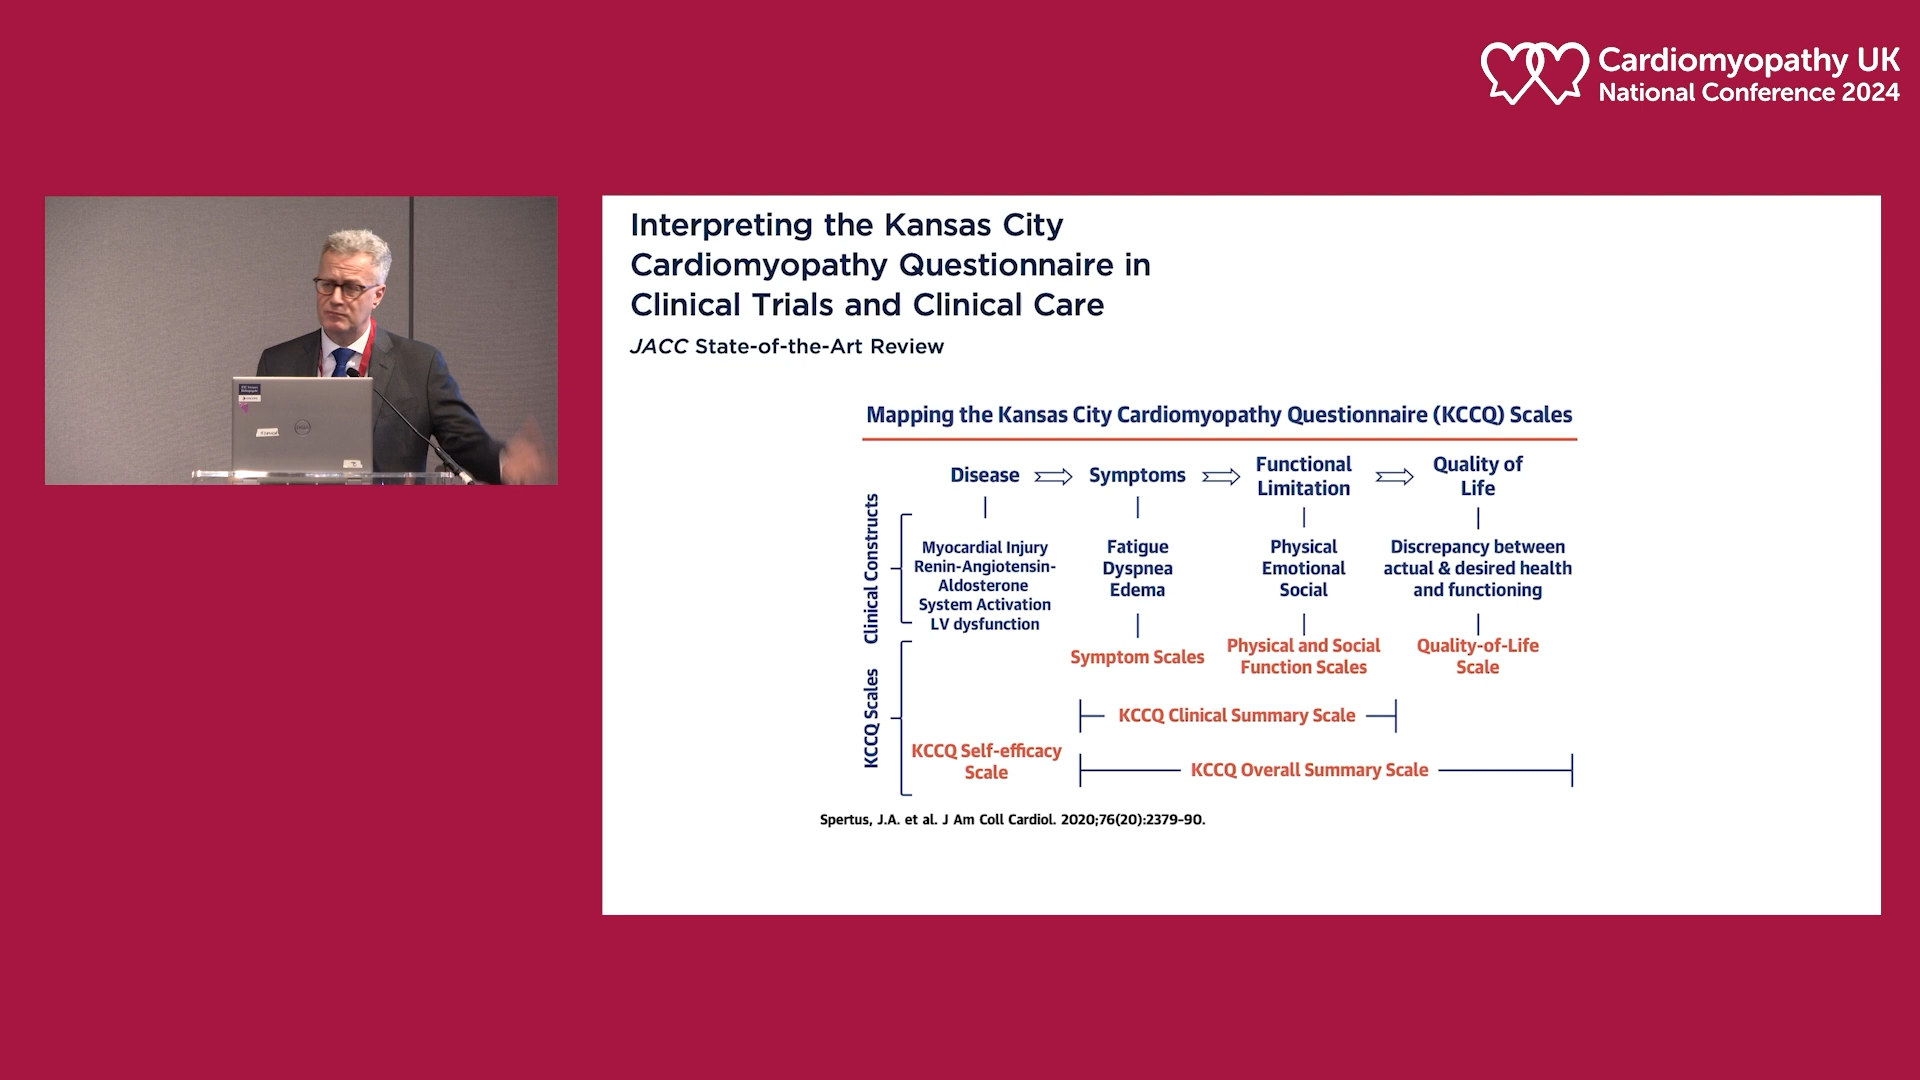 Cardiomyopathy UK
National Conference 2024
Interpreting the Kansas City
Cardiomyopathy Questionnaire in
Clinical Trials and Clinical Care
JACC State-of-the-Art Review
Mapping the Kansas City Cardiomyopathy Questionnaire (KCCQ) Scales
Disease
Symptoms
Functional
Limitation
Quality of
Life
Clinical Constructs
Myocardial Injury
Renin-Angiotensin-
Aldosterone
System Activation
LV dysfunction
Fatigue
Dyspnea
Edema
Physical
Emotional
Social
Discrepancy between
actual & desired health
and functioning
KCCQ Scales
Symptom Scales
Physical and Social
Function Scales
Quality-of-Life
Scale
KCCQ Clinical Summary Scale
KCCQ Self-efficacy
Scale
KCCQ Overall Summary Scale
Spertus, J.A. et al. J Am Coll Cardiol. 2020;76(20):2379-90.